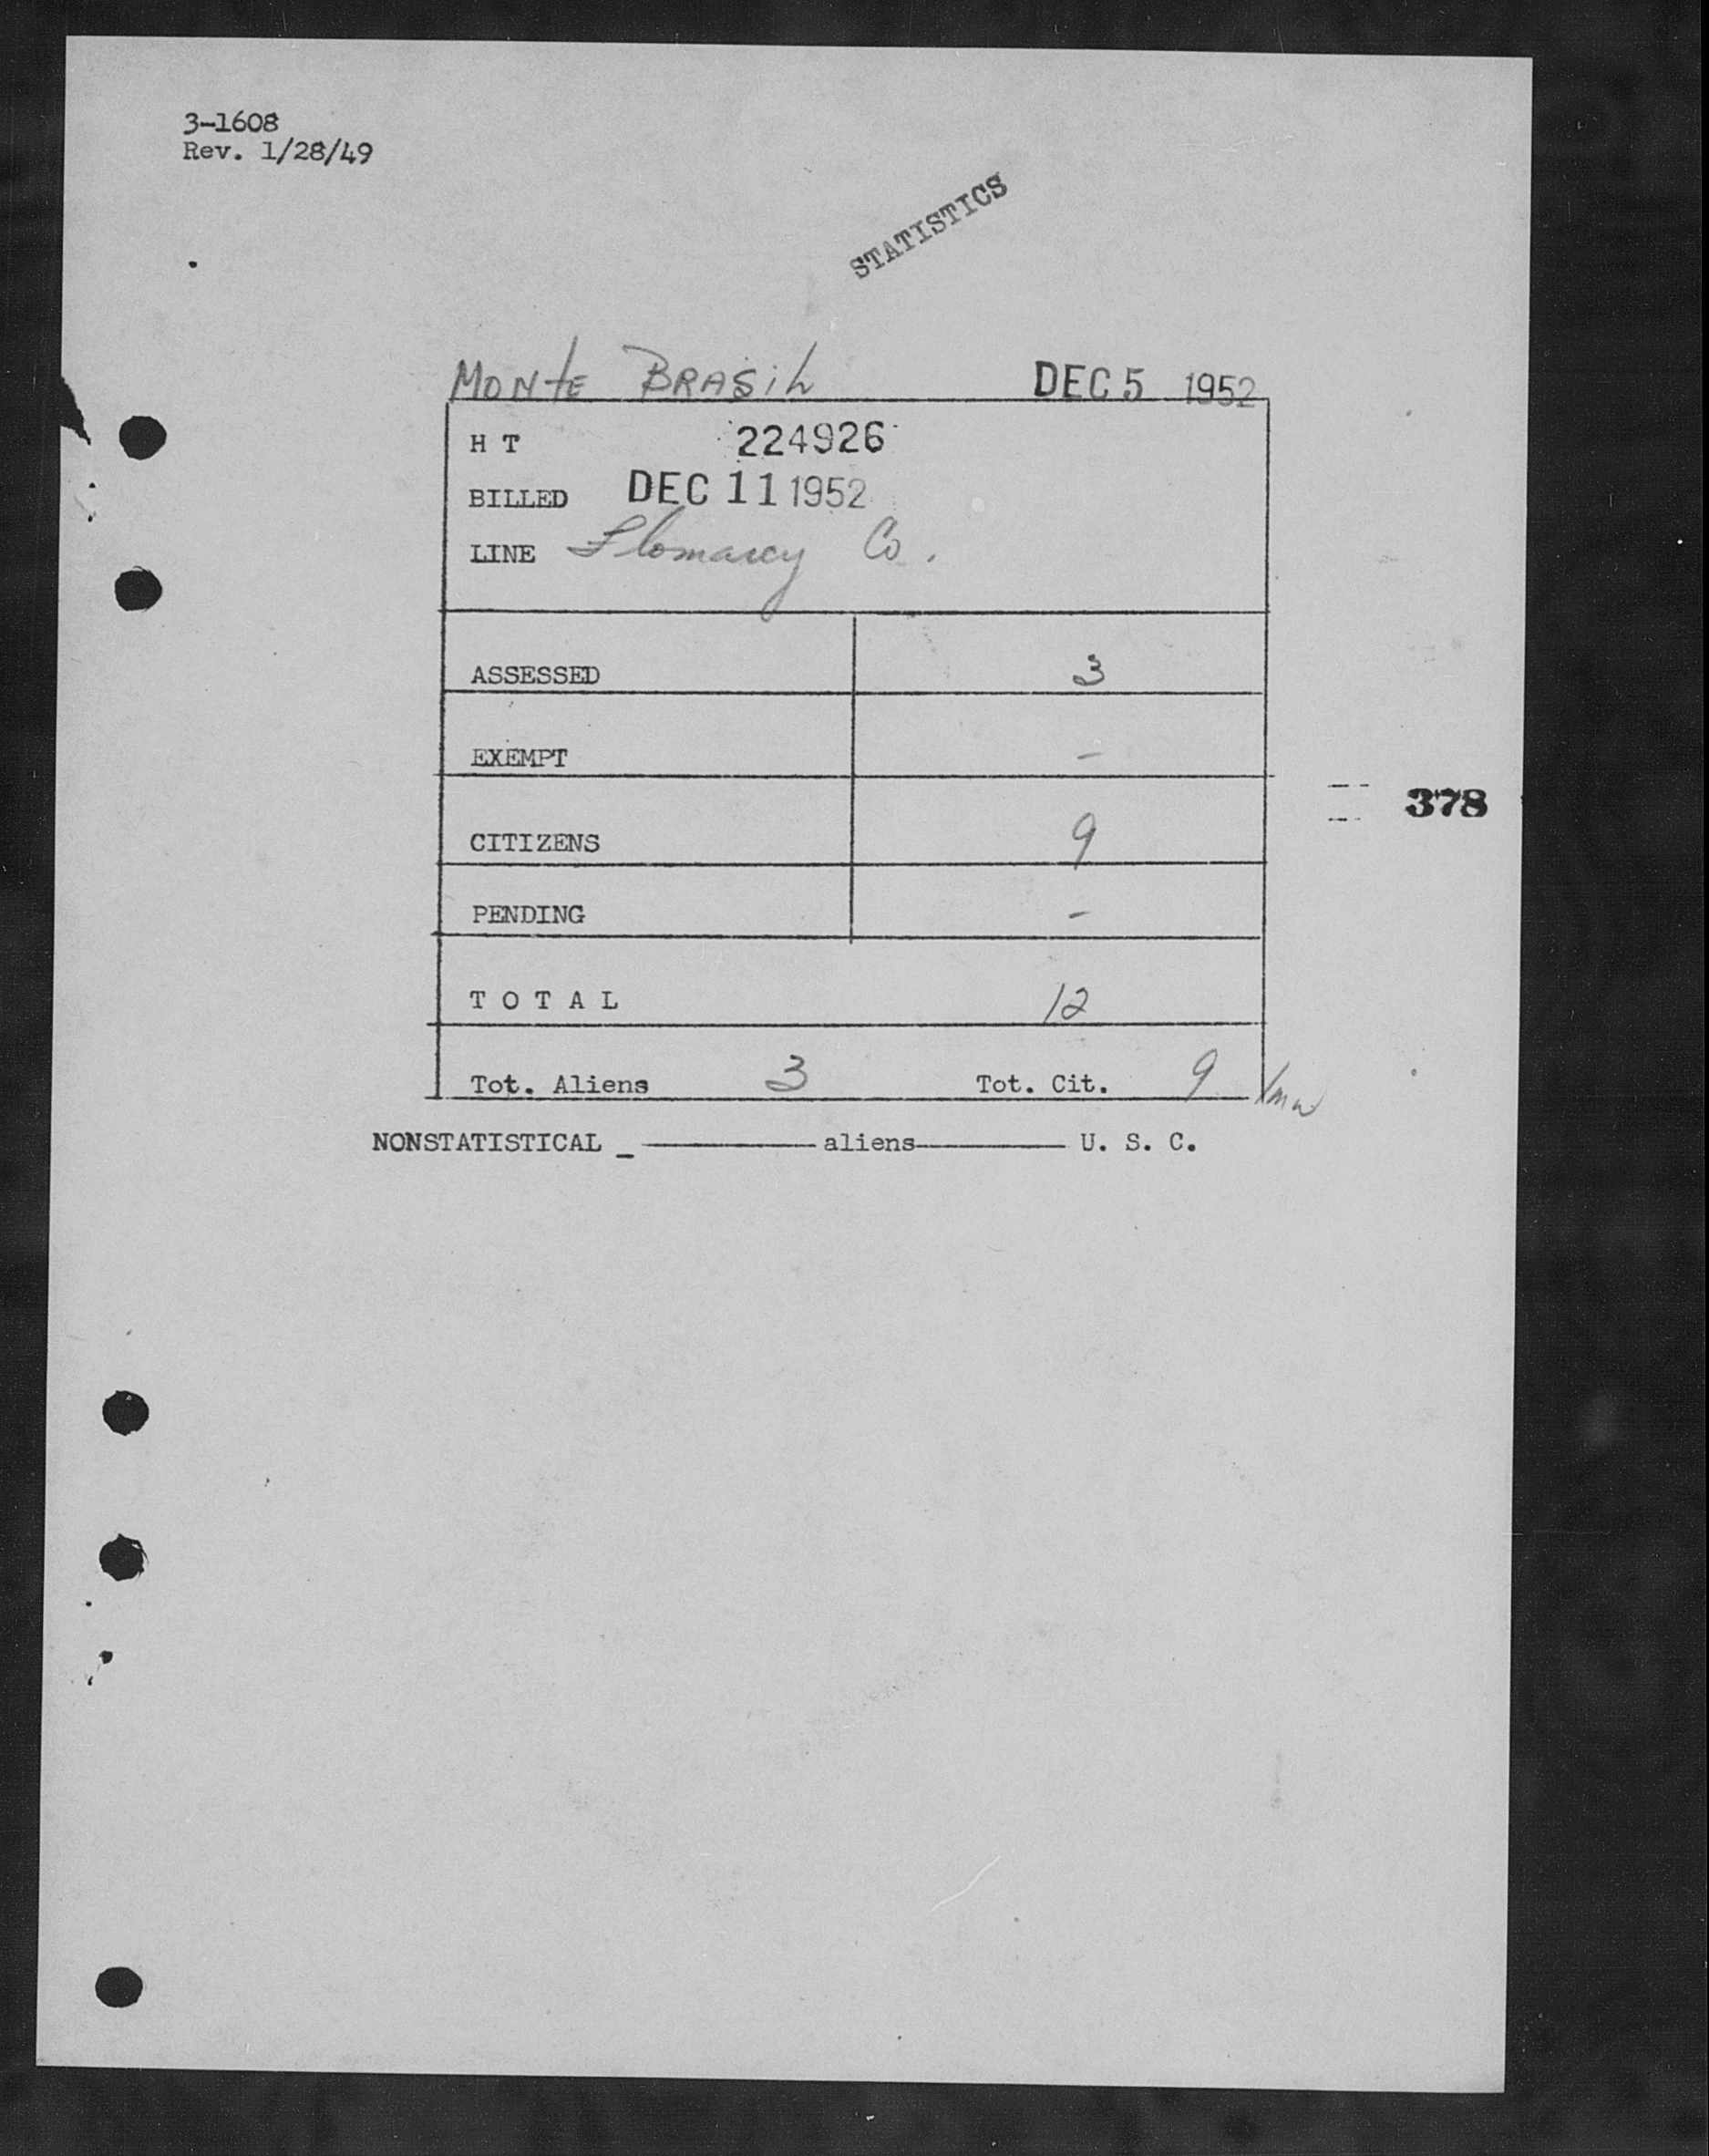 3-1608
Rev. 1/28/49
STATISTICS
MONTE BRASIL DEC 5 1952
H T 224926
BILLED DEC 11 1952
LINE Flomarcy Co.
ASSESSED 3
EXEMPT -
378
CITIZENS 9
PENDING -
T O T A L 12
Tot. Aliens 3 Tot. Cit. 9
NONSTATISTICAL _ ———— aliens ———— U. S. C.